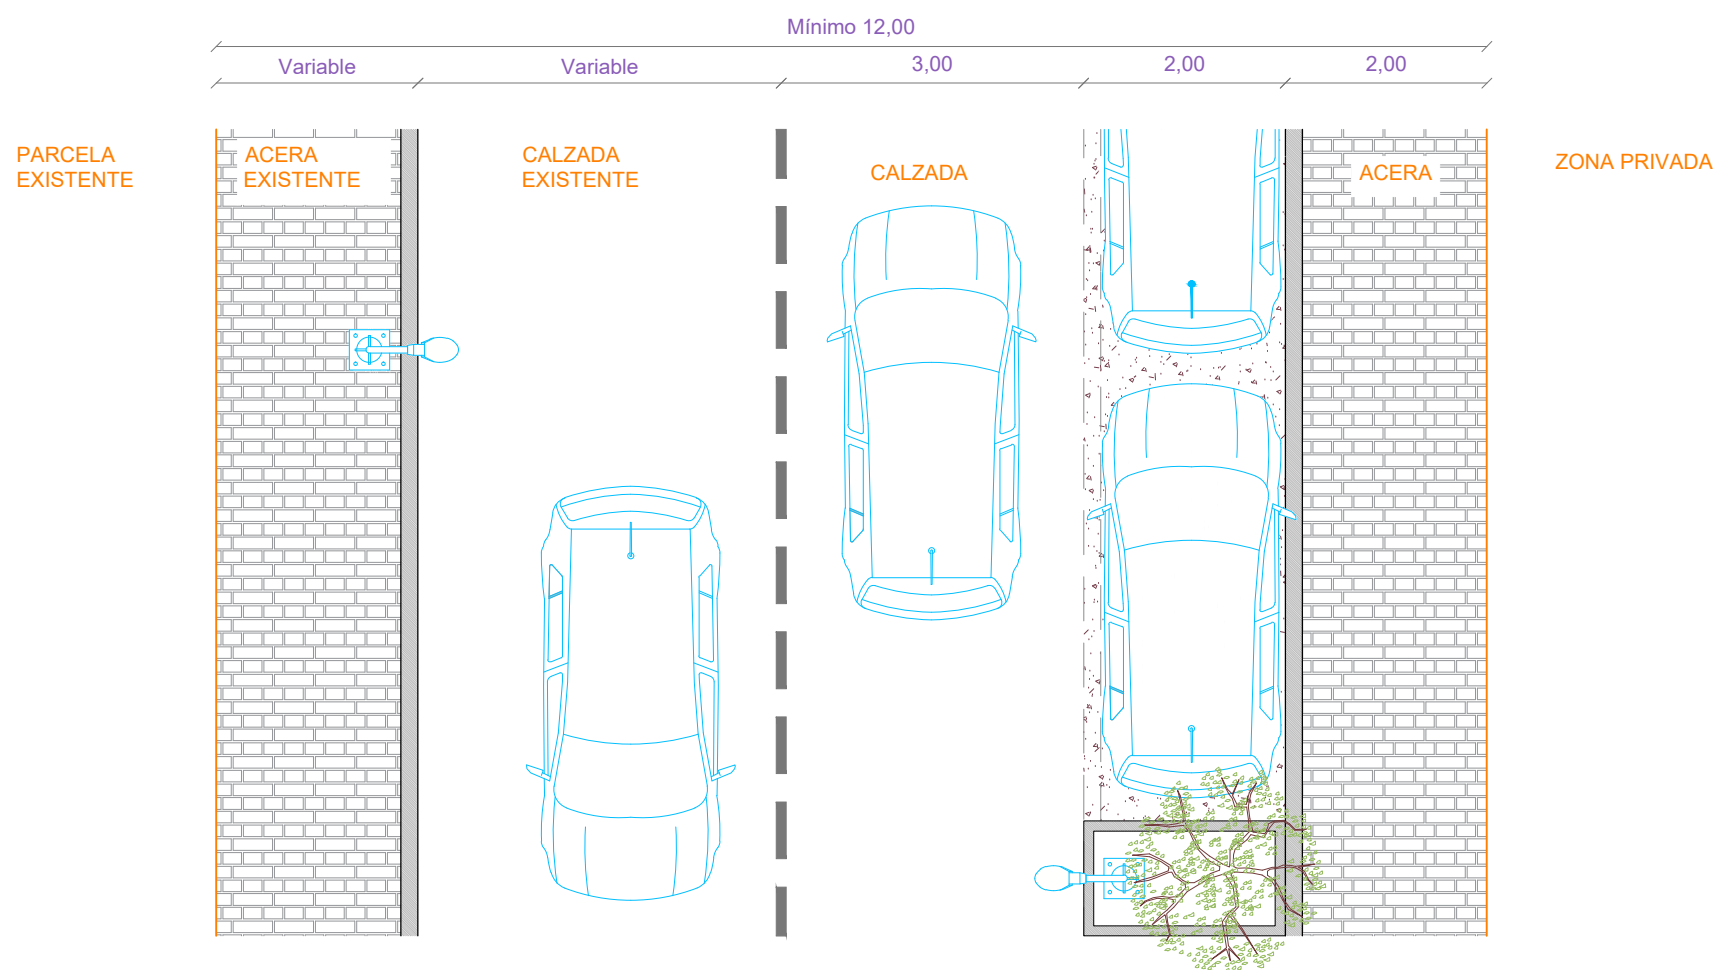 Mínimo 12,00
Variable
Variable
3,00
2,00
2,00
PARCELA
EXISTENTE
ACERA
EXISTENTE
CALZADA
EXISTENTE
CALZADA
ACERA
ZONA PRIVADA